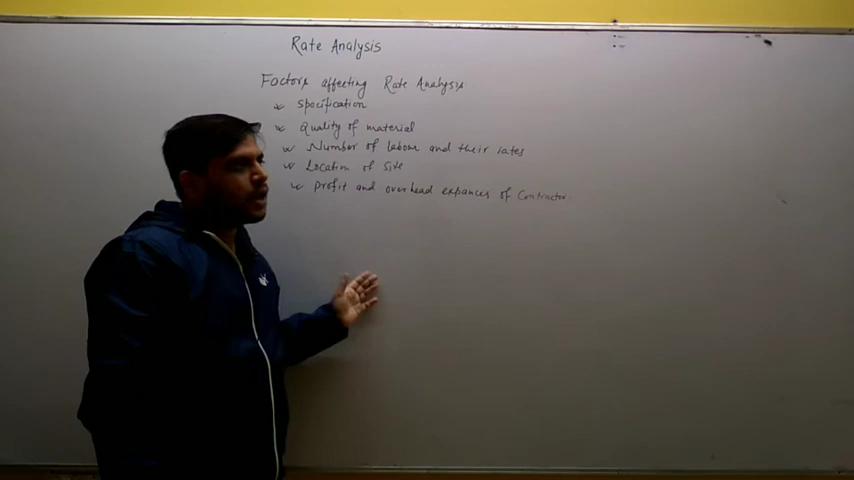 Rate Analysis
Factors affecting Rate Analysis
Specification
Quality of material
Number of labour and their rates
Location of site
Profit and overhead expances of Contractor.